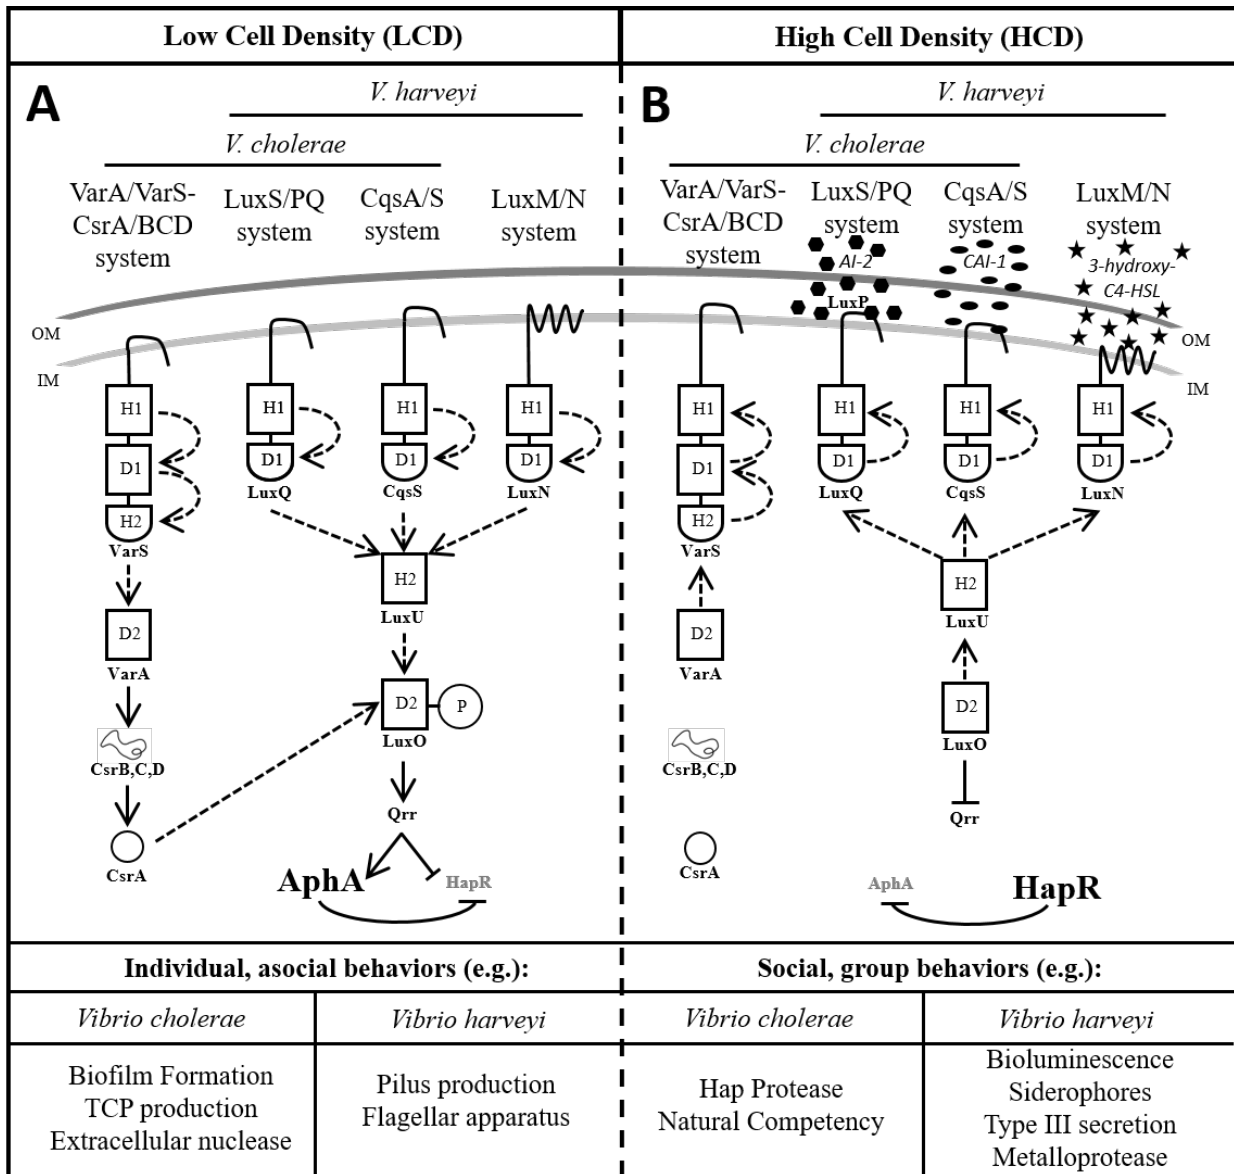 Low Cell Density (LCD)
High Cell Density (HCD)
A
V. harveyi
V. cholerae
VarA/VarS-
CsrA/BCD
system
LuxS/PQ
system
CqsA/S
system
LuxM/N
system
OM
IM
H1
D1
H2
VarS
D2
VarA
CsrB,C,D
CsrA
H1
D1
LuxQ
H1
D1
CqsS
H1
D1
LuxN
H2
LuxU
D2
P
LuxO
Qrr
AphA
HapR
B
V. harveyi
V. cholerae
VarA/VarS-
CsrA/BCD
system
LuxS/PQ
system
CqsA/S
system
LuxM/N
system
AI-2
LuxP
CAI-1
3-hydroxy-
C4-HSL
OM
IM
H1
D1
H2
VarS
D2
VarA
CsrB,C,D
CsrA
H1
D1
LuxQ
H1
D1
CqsS
H1
D1
LuxN
H2
LuxU
D2
LuxO
Qrr
AphA
HapR
Individual, asocial behaviors (e.g.):
Social, group behaviors (e.g.):
Vibrio cholerae
Vibrio harveyi
Vibrio cholerae
Vibrio harveyi
Biofilm Formation
TCP production
Extracellular nuclease
Pilus production
Flagellar apparatus
Hap Protease
Natural Competency
Bioluminescence
Siderophores
Type III secretion
Metalloprotease